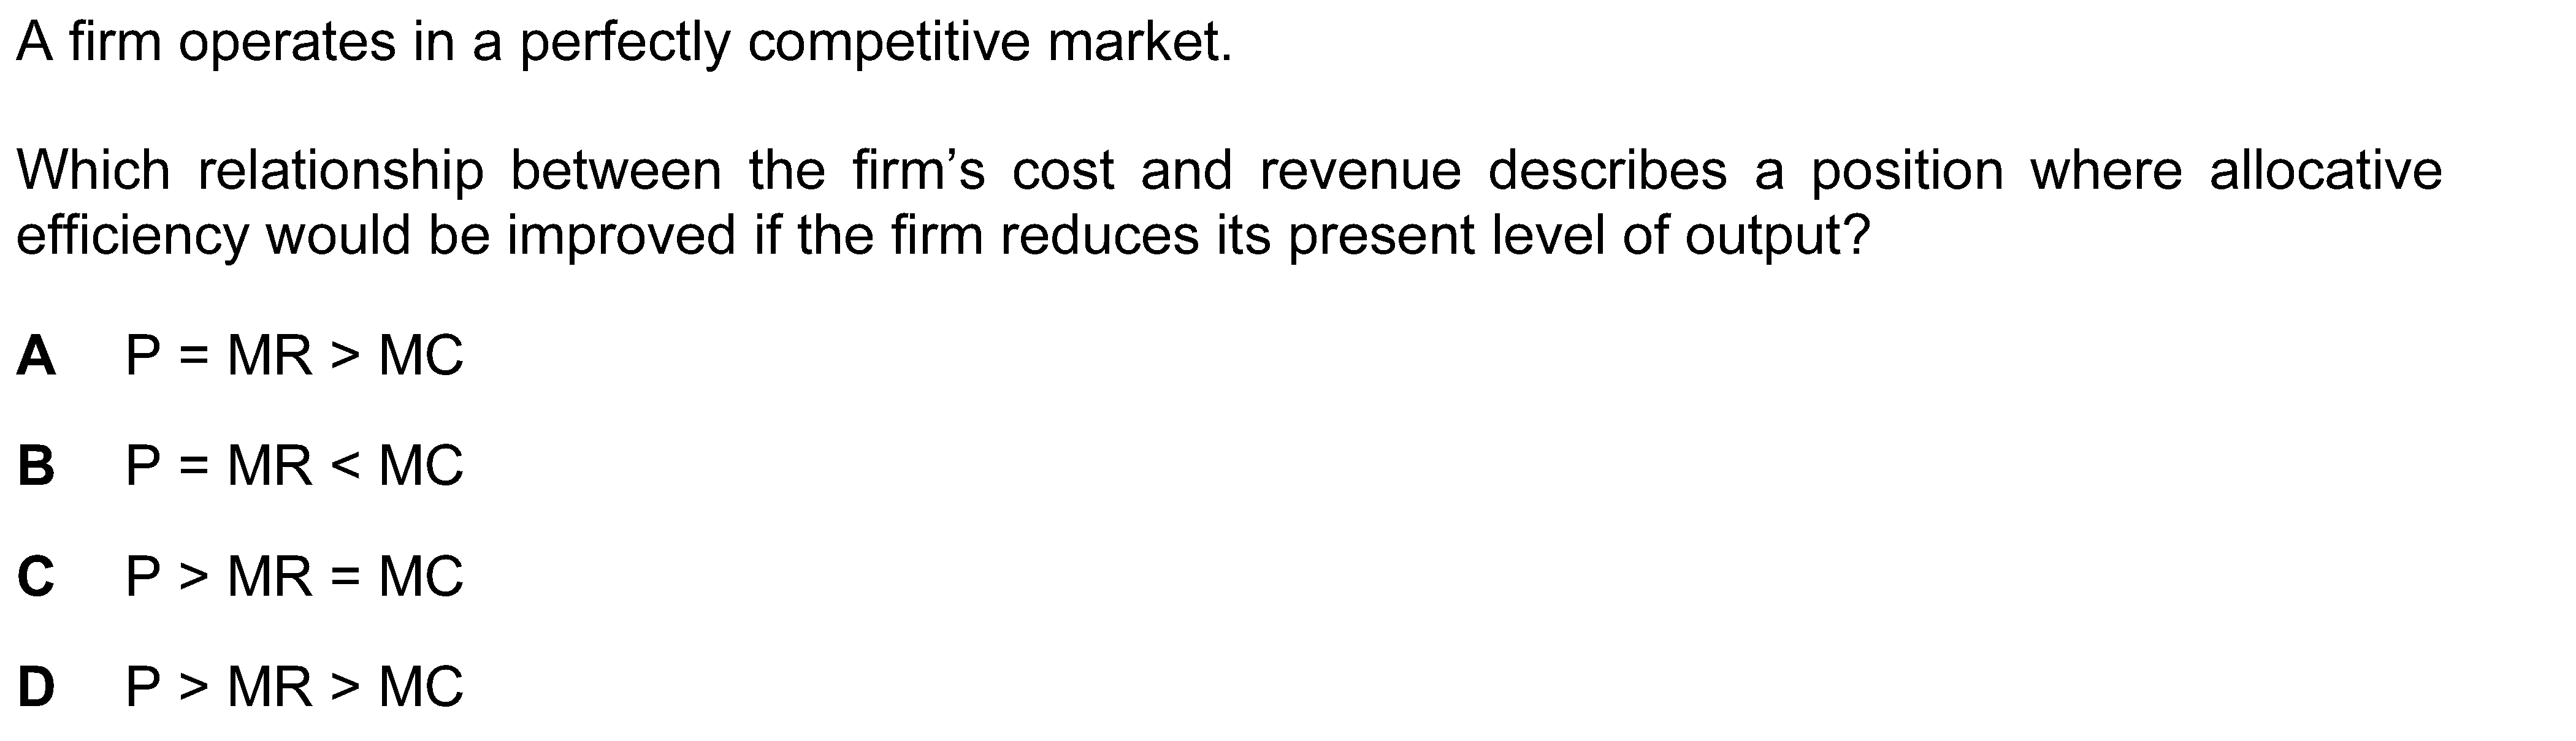 A firm operates in a perfectly competitive market.
Which relationship between the firm’s cost and revenue describes a position where allocative
efficiency would be improved if the firm reduces its present level of output?
A P = MR > MC
B P = MR < MC
C P > MR = MC
D P > MR > MC